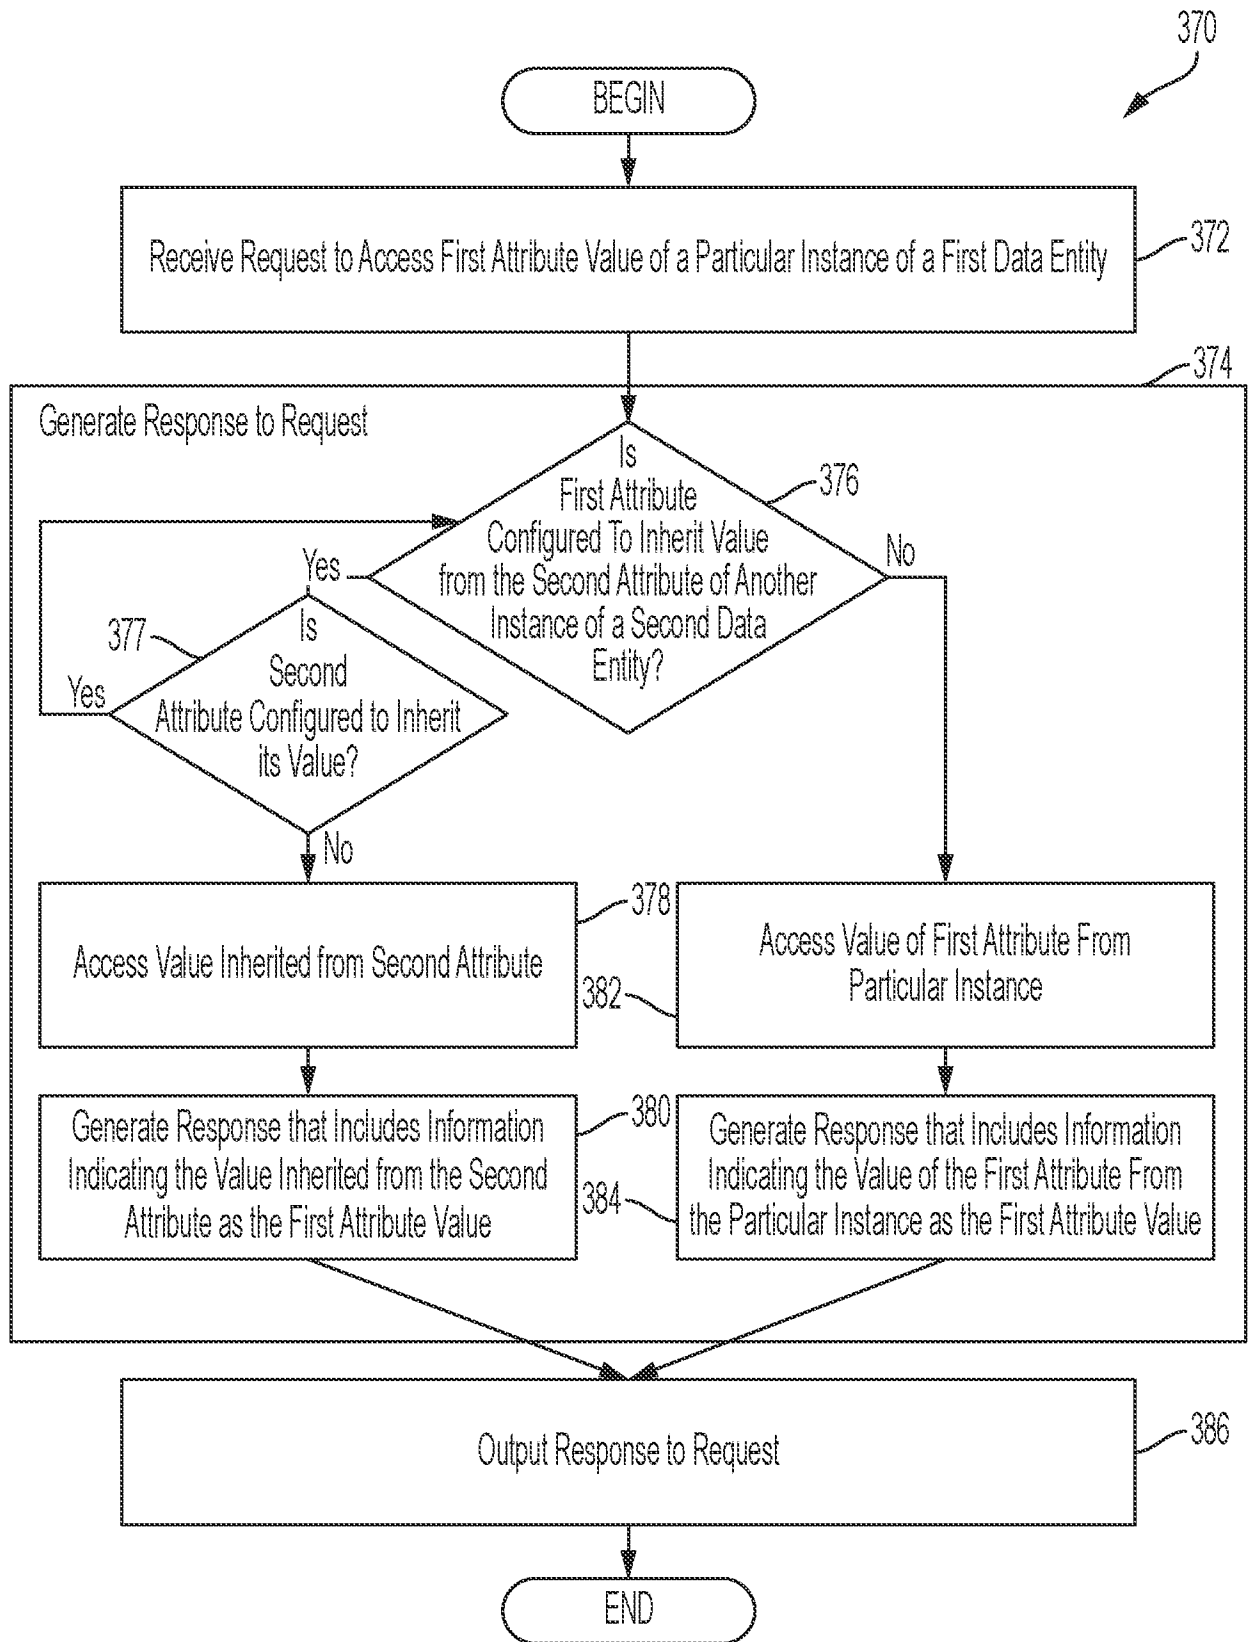 370
BEGIN
Receive Request to Access First Attribute Value of a Particular Instance of a First Data Entity
372
374
Generate Response to Request
Is
First Attribute
Configured To Inherit Value
from the Second Attribute of Another
Instance of a Second Data
Entity?
376
Yes
No
377
Is
Second
Attribute Configured to Inherit
its Value?
Yes
No
Access Value Inherited from Second Attribute
378
382
Access Value of First Attribute From
Particular Instance
Generate Response that Includes Information
Indicating the Value Inherited from the Second
Attribute as the First Attribute Value
380
384
Generate Response that Includes Information
Indicating the Value of the First Attribute From
the Particular Instance as the First Attribute Value
Output Response to Request
386
END